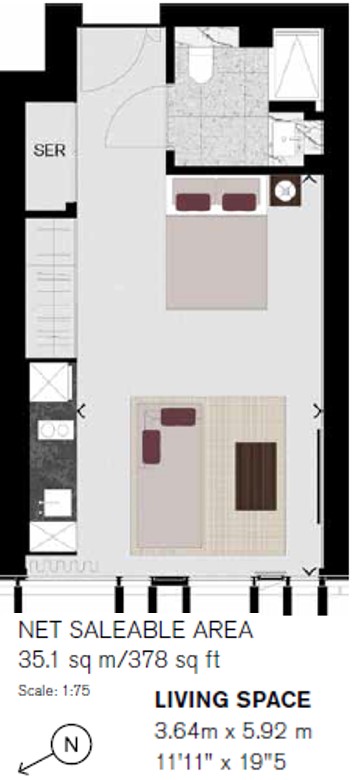 SER
NET SALEABLE AREA
35.1 sq m/378 sq ft
Scale: 1:75
LIVING SPACE
3.64m x 5.92 m
11'11" x 19"5
N